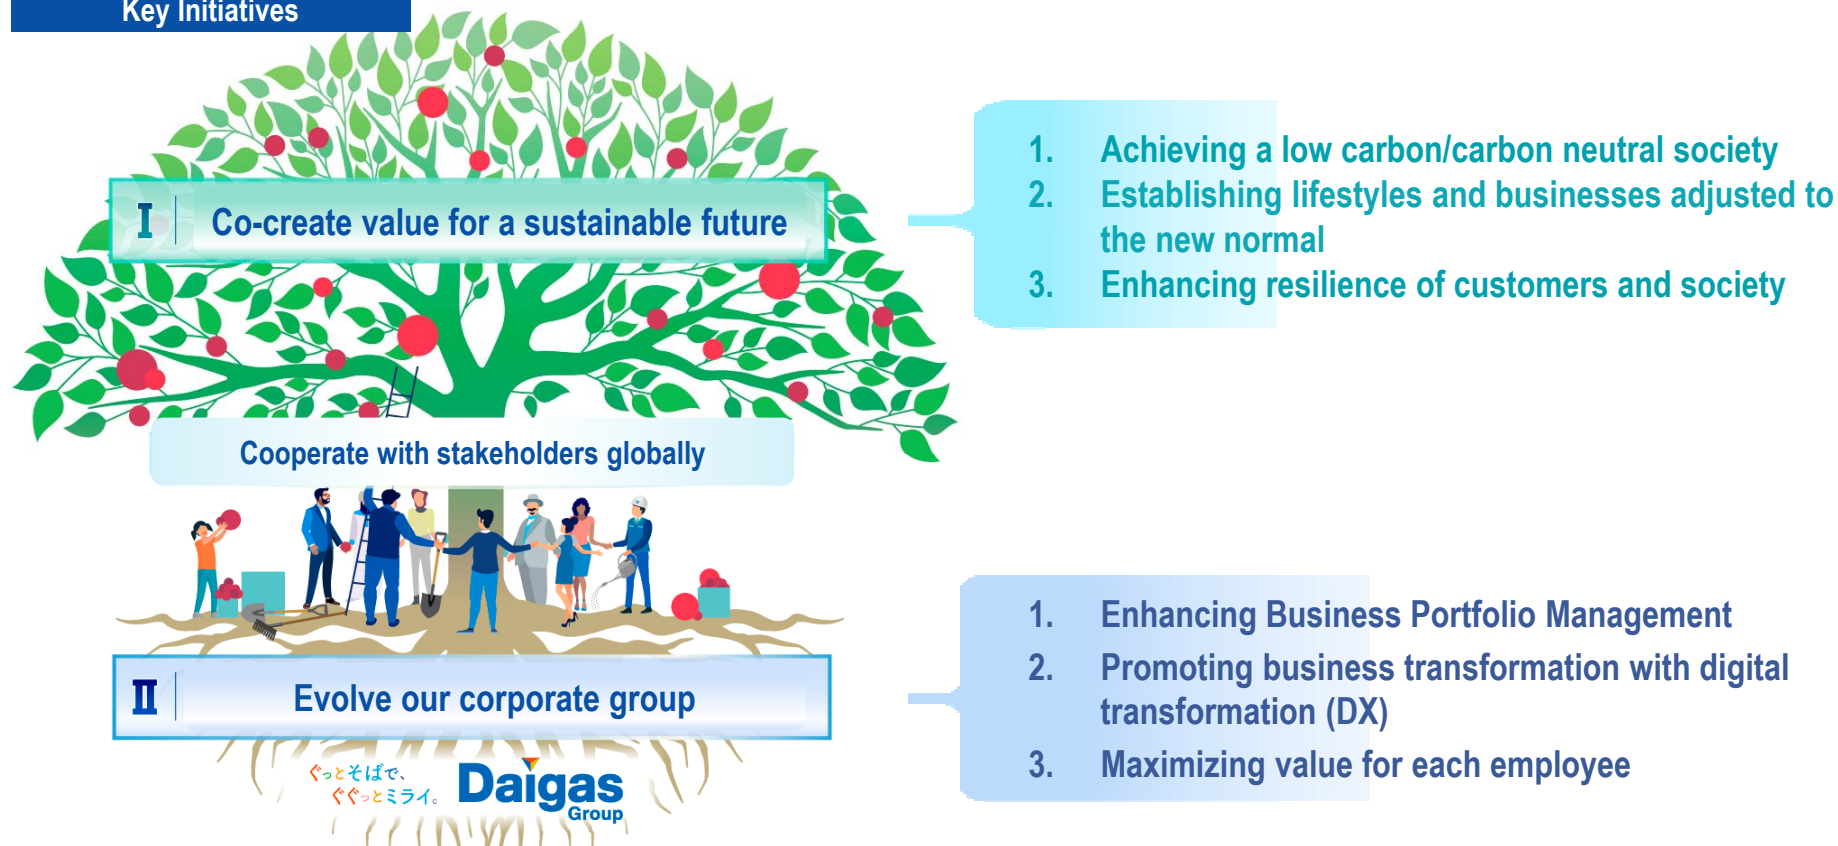 Key Initiatives
I
Co-create value for a sustainable future
1. Achieving a low carbon/carbon neutral society
2. Establishing lifestyles and businesses adjusted to
the new normal
3. Enhancing resilience of customers and society
Cooperate with stakeholders globally
II
Evolve our corporate group
1. Enhancing Business Portfolio Management
2. Promoting business transformation with digital
transformation (DX)
3. Maximizing value for each employee
ぐっとそばで、
ぐぐっとミライ。
Daigas
Group